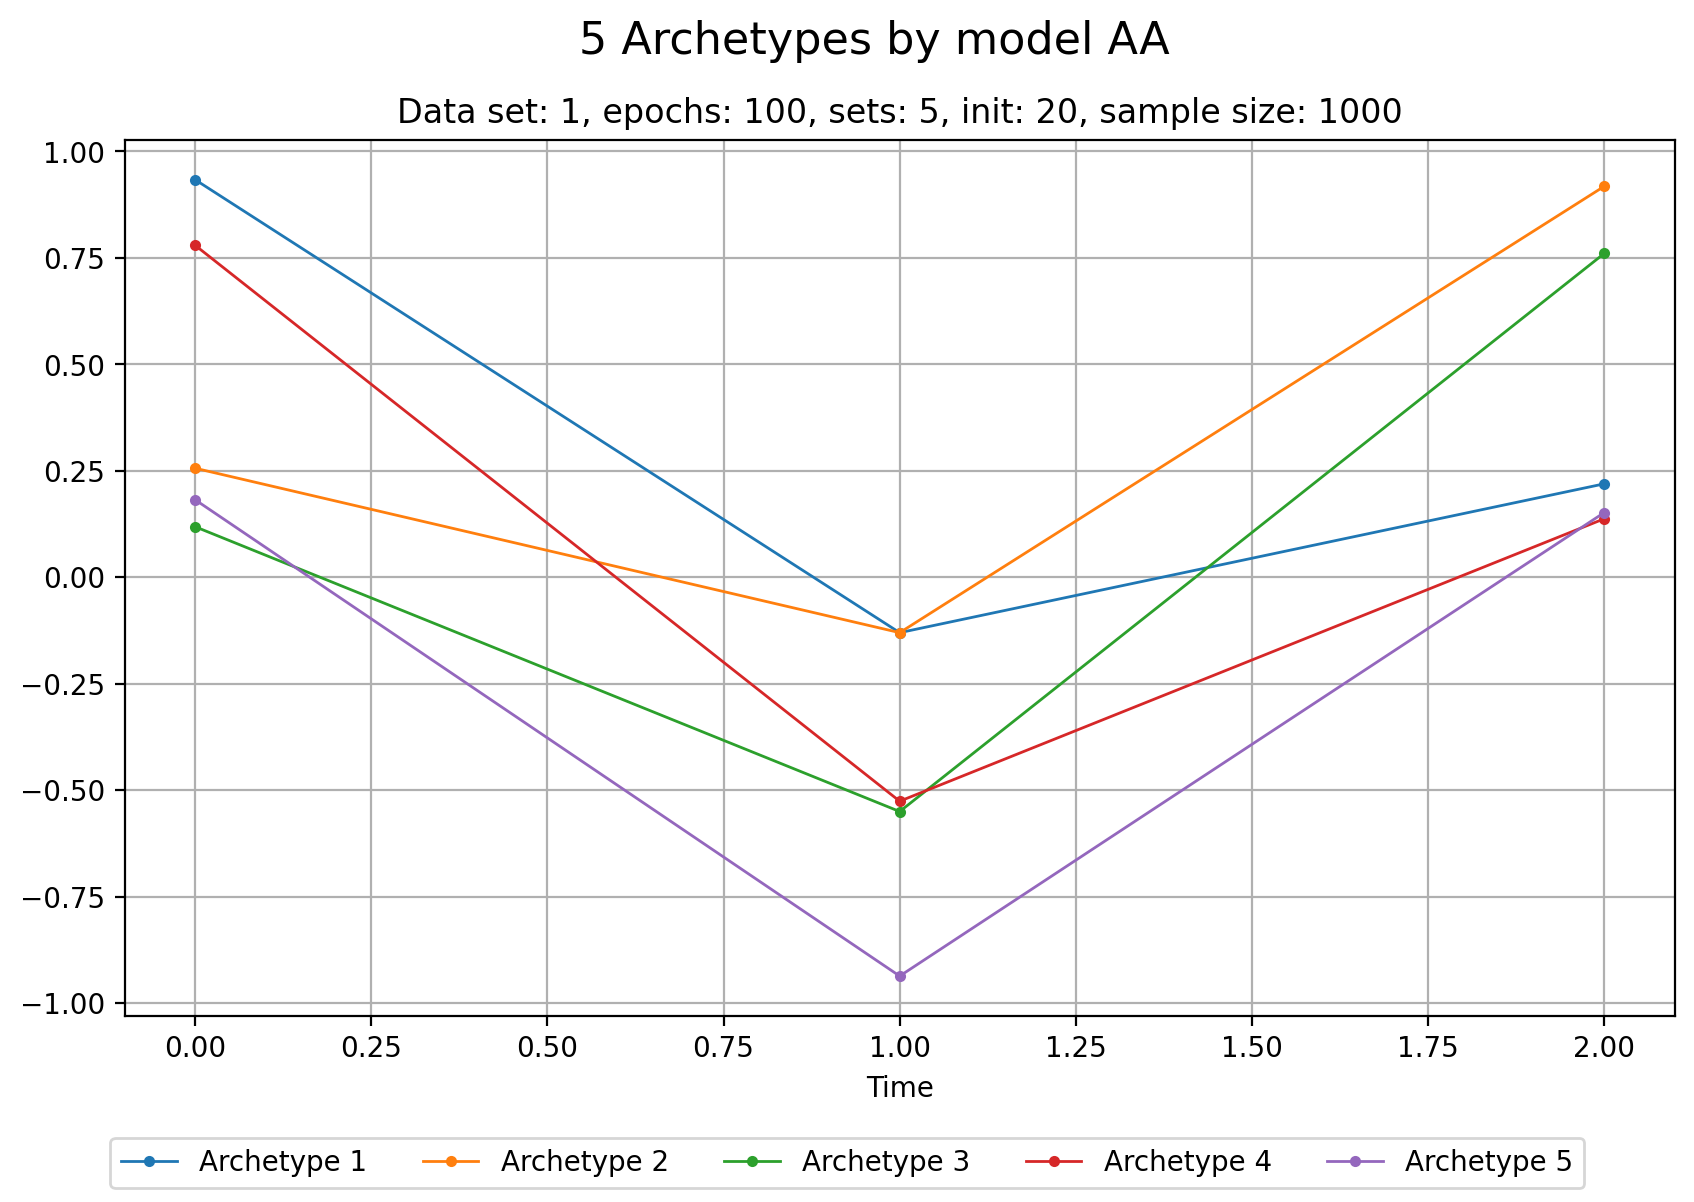 5 Archetypes by model AA
Data set: 1, epochs: 100, sets: 5, init: 20, sample size: 1000
1.00
0.75
0.50
0.25
0.00
−0.25
−0.50
−0.75
−1.00
0.00 0.25 0.50 0.75 1.00 1.25 1.50 1.75 2.00
Time
Archetype 1 Archetype 2 Archetype 3 Archetype 4 Archetype 5